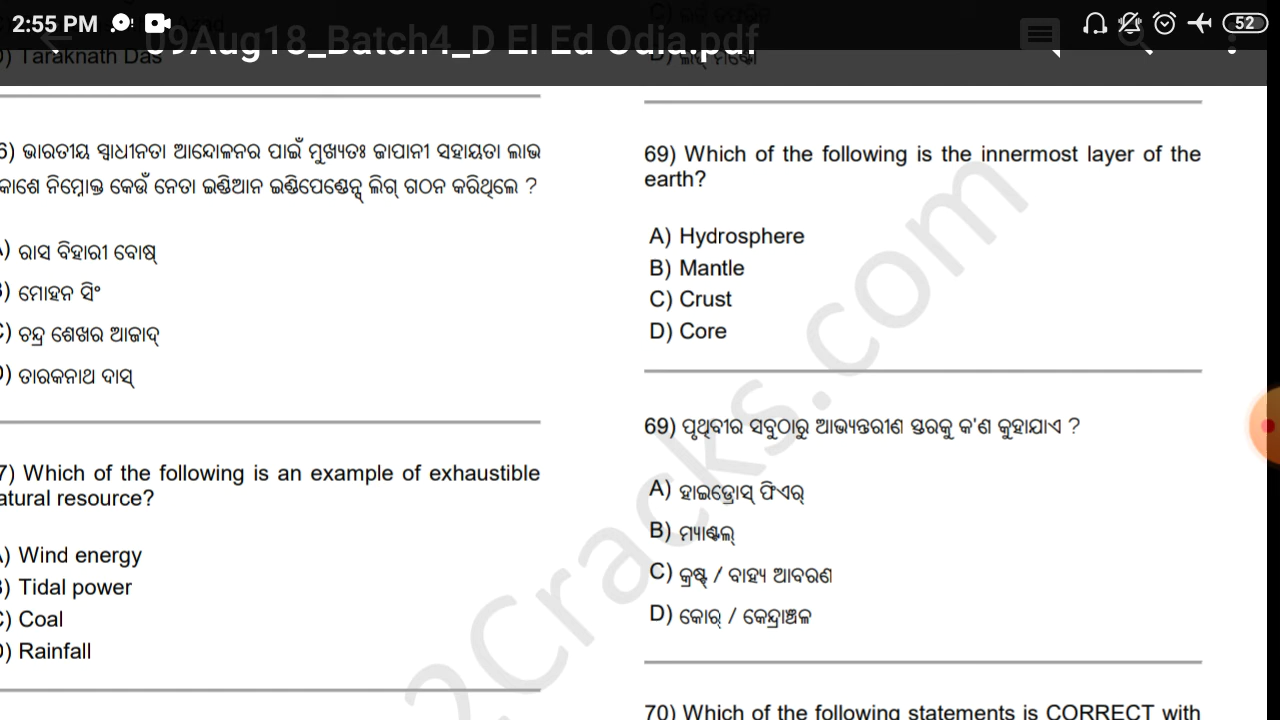 2:55 PM
52
09Aug18_Batch4_D El Ed Odia.pdf
) Taraknath Das
6) ଭାରତୀୟ ସ୍ୱାଧୀନତା ଆନ୍ଦୋଳନର ପାଇଁ ମୁଖ୍ୟତଃ ଜାପାନୀ ସହାୟତା ଲାଭ
କାଶେ ନିମ୍ନୋକ୍ତ କେଉଁ ନେତା ଇଣ୍ଡିଆନ ଇଣ୍ଡିପେଣ୍ଡେନ୍ସ ଲିଗ୍ ଗଠନ କରିଥିଲେ ?
) ରାସ ବିହାରୀ ବୋଷ୍
) ମୋହନ ସିଂ
) ଚନ୍ଦ୍ର ଶେଖର ଆଜାଦ୍
) ତାରକନାଥ ଦାସ୍
7) Which of the following is an example of exhaustible
atural resource?
) Wind energy
) Tidal power
) Coal
) Rainfall
69) Which of the following is the innermost layer of the
earth?
A) Hydrosphere
B) Mantle
C) Crust
D) Core
69) ପୃଥିବୀର ସବୁଠାରୁ ଆଭ୍ୟନ୍ତରୀଣ ସ୍ତରକୁ କ'ଣ କୁହାଯାଏ ?
A) ହାଇଡ୍ରୋସ୍ ଫିଏର୍
B) ମ୍ୟାଣ୍ଟଲ୍
C) କ୍ରଷ୍ଟ୍ / ବାହ୍ୟ ଆବରଣ
D) କୋର୍ / କେନ୍ଦ୍ରାଞ୍ଚଳ
70) Which of the following statements is CORRECT with
2Cracks.com